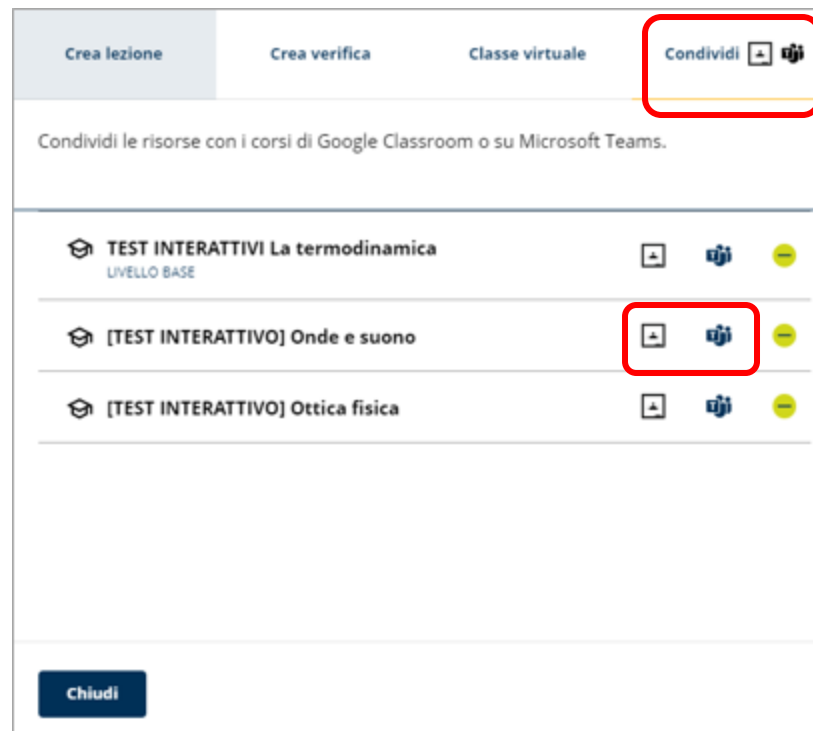 Crea lezione
Crea verifica
Classe virtuale
Condividi
Condividi le risorse con i corsi di Google Classroom o su Microsoft Teams.
TEST INTERATTIVI La termodinamica
LIVELLO BASE
[TEST INTERATTIVO] Onde e suono
[TEST INTERATTIVO] Ottica fisica
Chiudi